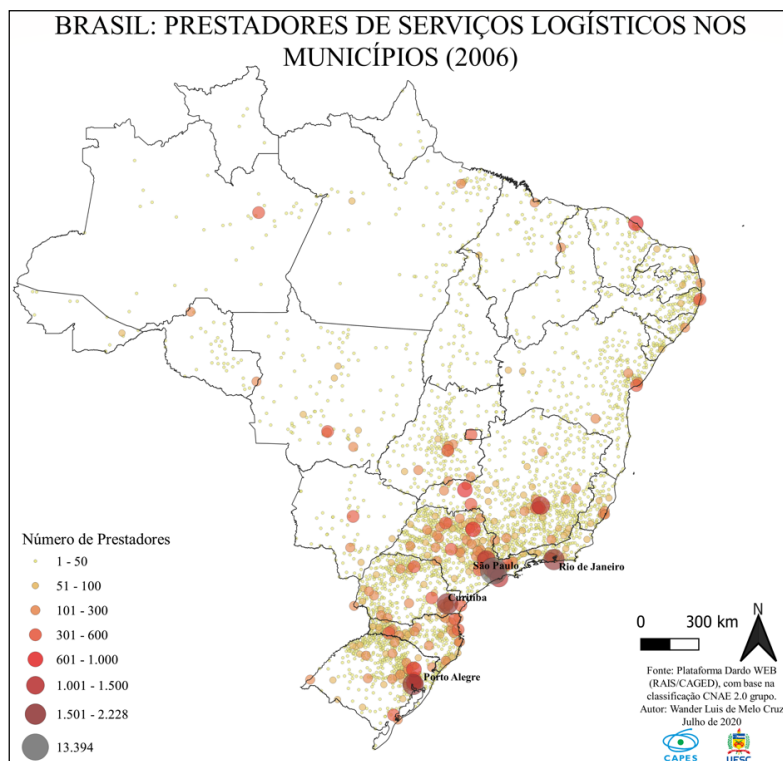 BRASIL: PRESTADORES DE SERVIÇOS LOGÍSTICOS NOS
MUNICÍPIOS (2006)
São Paulo
Rio de Janeiro
Curitiba
Porto Alegre
Número de Prestadores
1 - 50
51 - 100
101 - 300
301 - 600
601 - 1.000
1.001 - 1.500
1.501 - 2.228
13.394
0 300 km
N
Fonte: Plataforma Dardo WEB
(RAIS/CAGED), com base na
classificação CNAE 2.0 grupo.
Autor: Wander Luis de Melo Cruz
Julho de 2020
CAPES
UFSC